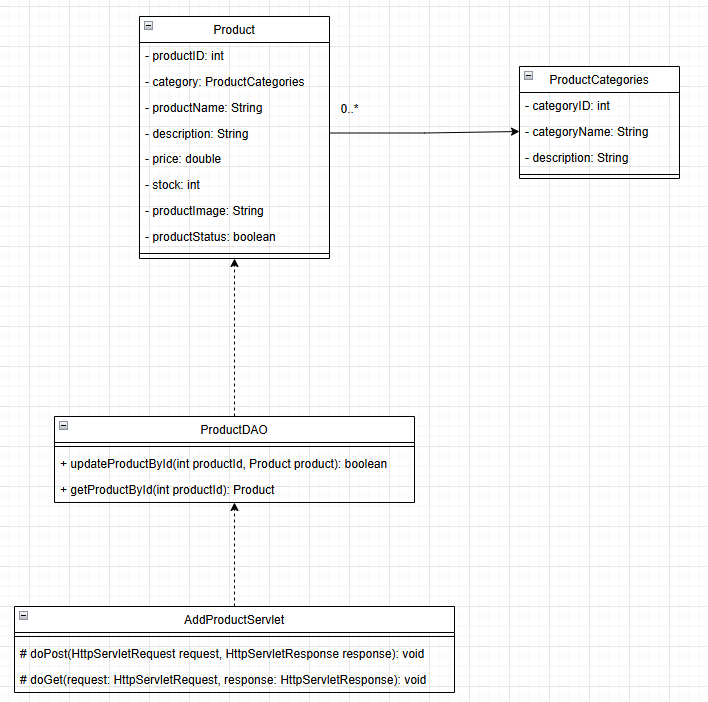 Product
- productID: int
- category: ProductCategories
- productName: String
- description: String
- price: double
- stock: int
- productImage: String
- productStatus: boolean
0..*
ProductCategories
- categoryID: int
- categoryName: String
- description: String
ProductDAO
+ updateProductById(int productId, Product product): boolean
+ getProductById(int productId): Product
AddProductServlet
# doPost(HttpServletRequest request, HttpServletResponse response): void
# doGet(request: HttpServletRequest, response: HttpServletResponse): void